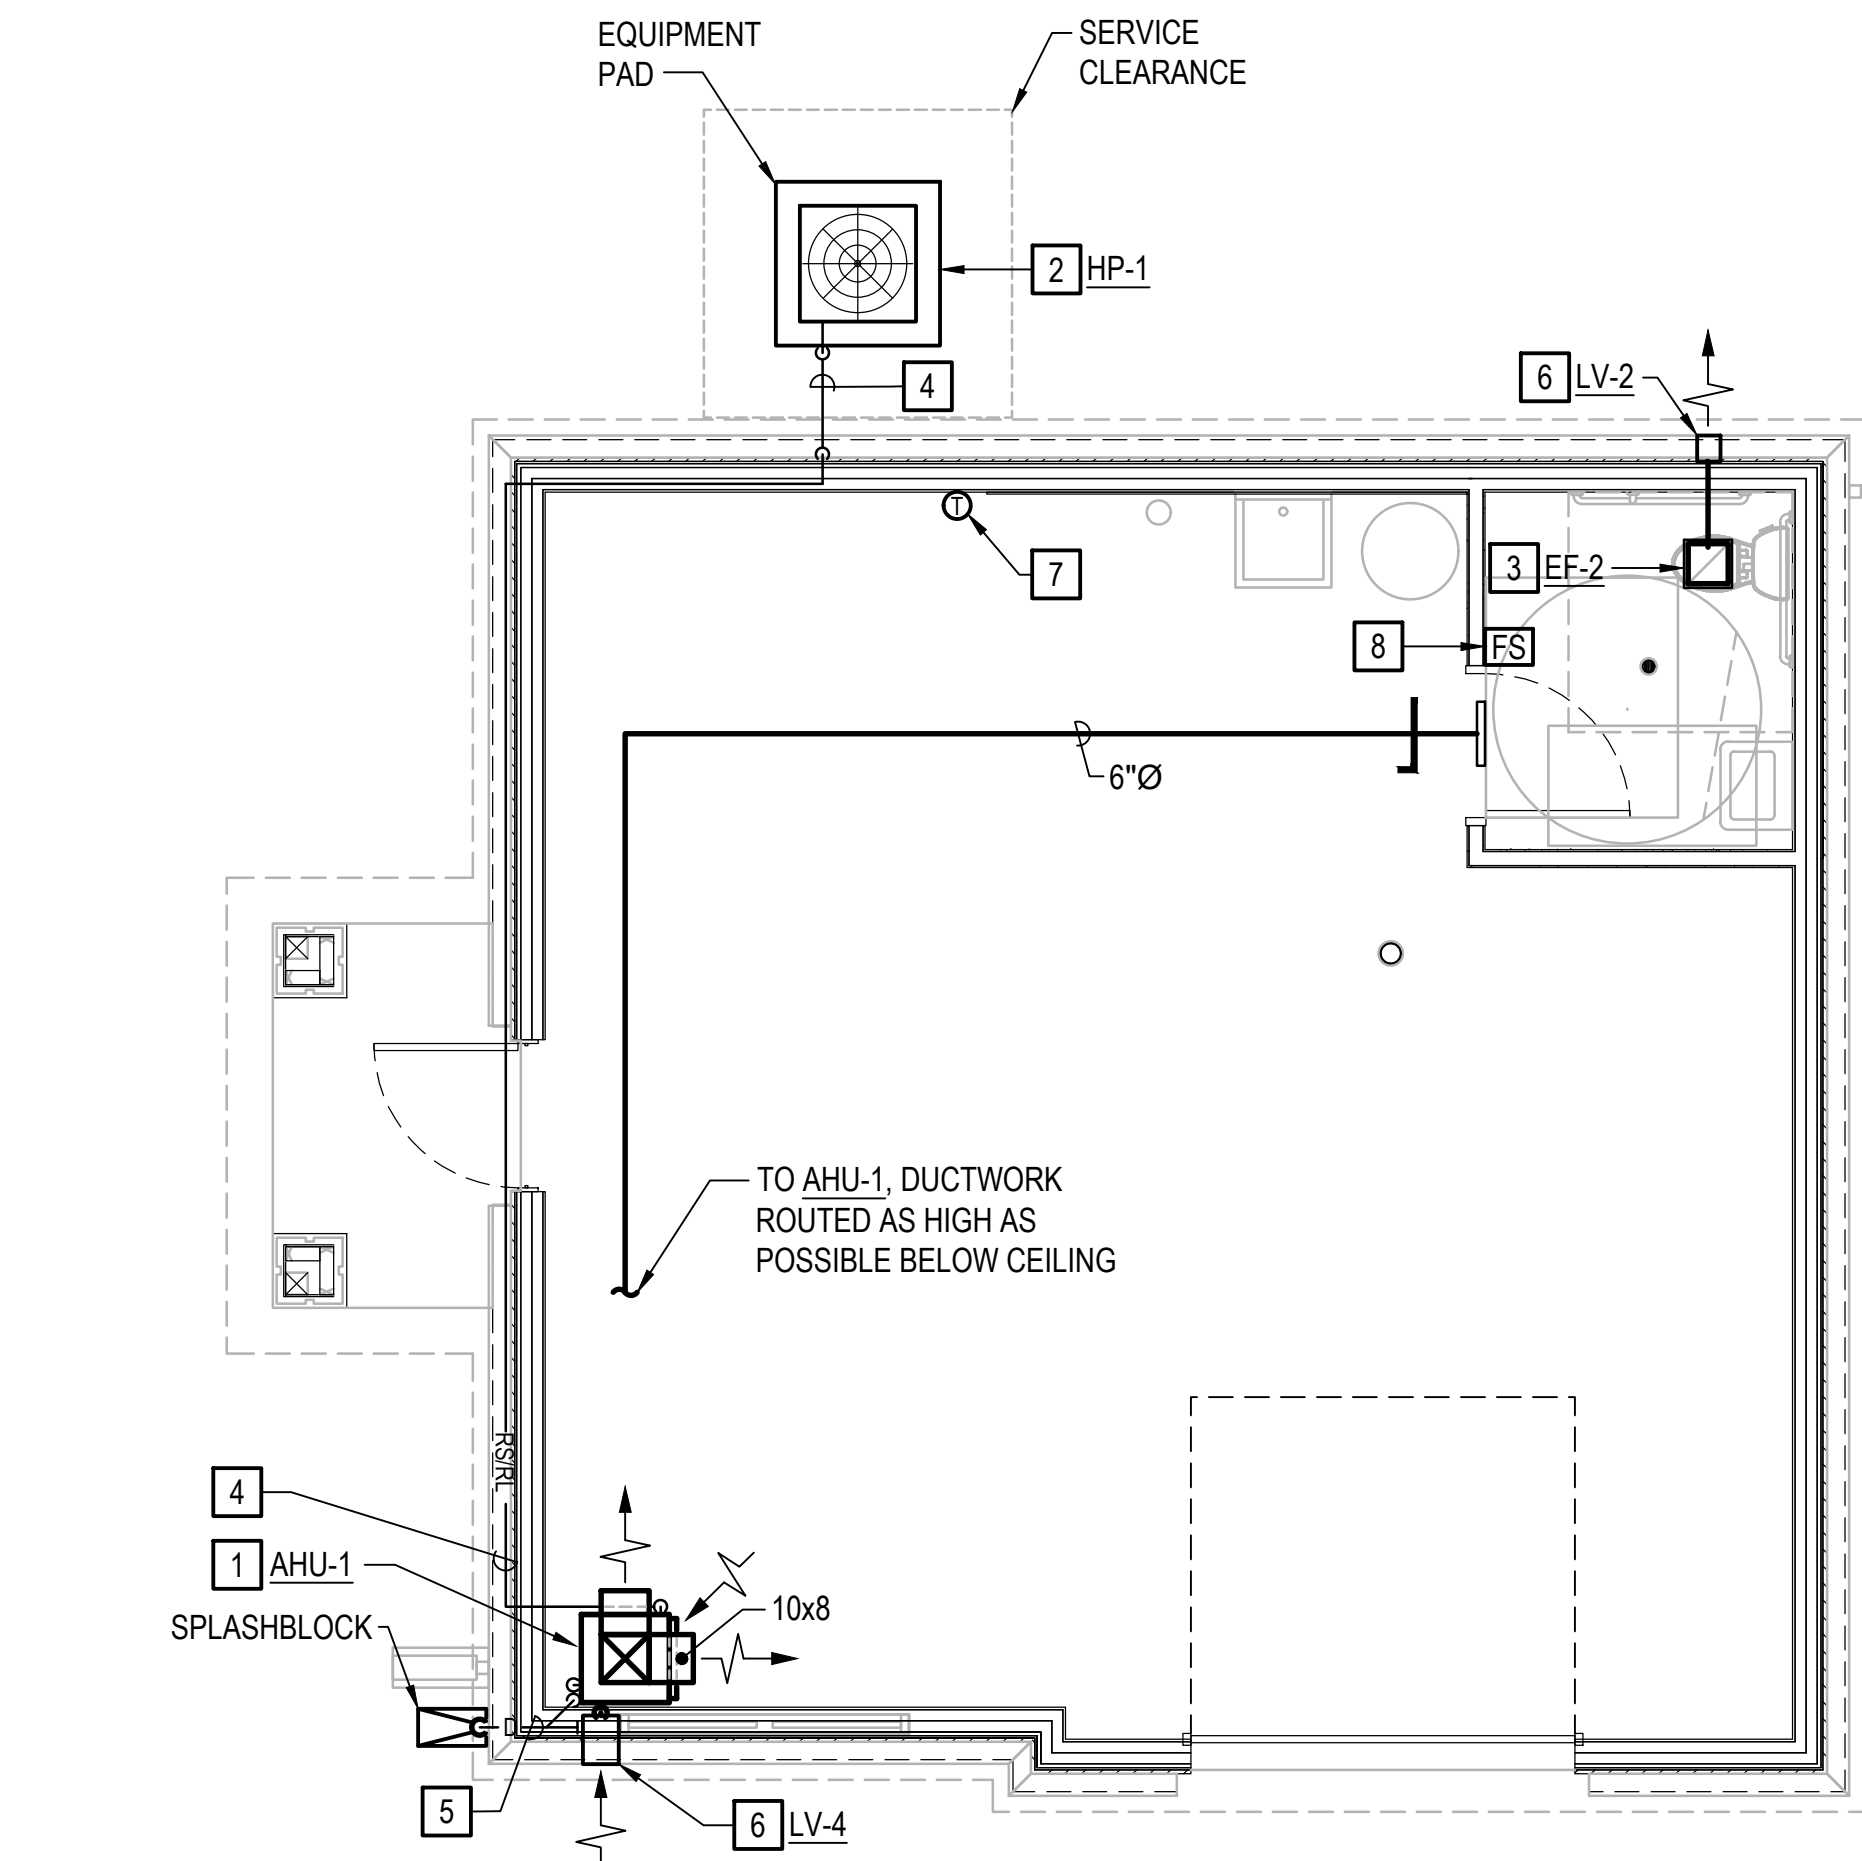 EQUIPMENT
PAD
SERVICE
CLEARANCE
2 HP-1
4
6 LV-2
T
7
3 EF-2
8
FS
6"Ø
TO AHU-1, DUCTWORK
ROUTED AS HIGH AS
POSSIBLE BELOW CEILING
RS/RL
4
1 AHU-1
10x8
SPLASHBLOCK
D
5
6 LV-4